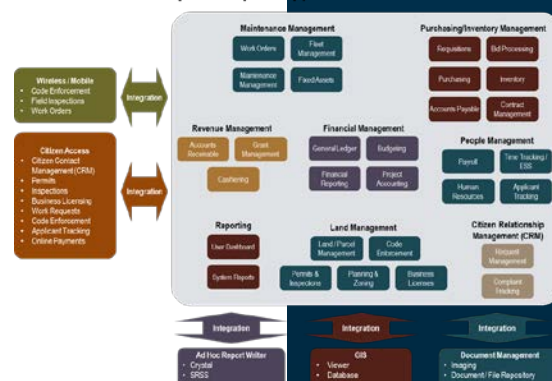 Maintenance Management
Work Orders
Fleet
Management
Maintenance
Management
Fixed Assets
Purchasing/Inventory Management
Requisitions
Bid Processing
Purchasing
Inventory
Accounts Payable
Contract
Management
Wireless / Mobile
• Code Enforcement
• Field Inspections
• Work Orders
Integration
Citizen Access
• Citizen Contact
Management (CRM)
• Permits
• Inspections
• Business Licensing
• Work Requests
• Code Enforcement
• Applicant Tracking
• Online Payments
Integration
Revenue Management
Accounts
Receivable
Grant
Management
Cashiering
Financial Management
General Ledger
Budgeting
Financial
Reporting
Project
Accounting
People Management
Payroll
Time Tracking /
ESS
Human
Resources
Applicant
Tracking
Reporting
User Dashboard
System Reports
Land Management
Land / Parcel
Management
Code
Enforcement
Permits &
Inspections
Planning &
Zoning
Business
Licenses
Citizen Relationship
Management (CRM)
Request
Management
Complaint
Tracking
Integration
Integration
Integration
Ad Hoc Report Writer
• Crystal
• SRSS
GIS
• Viewer
• Database
Document Management
• Imaging
• Document / File Repository